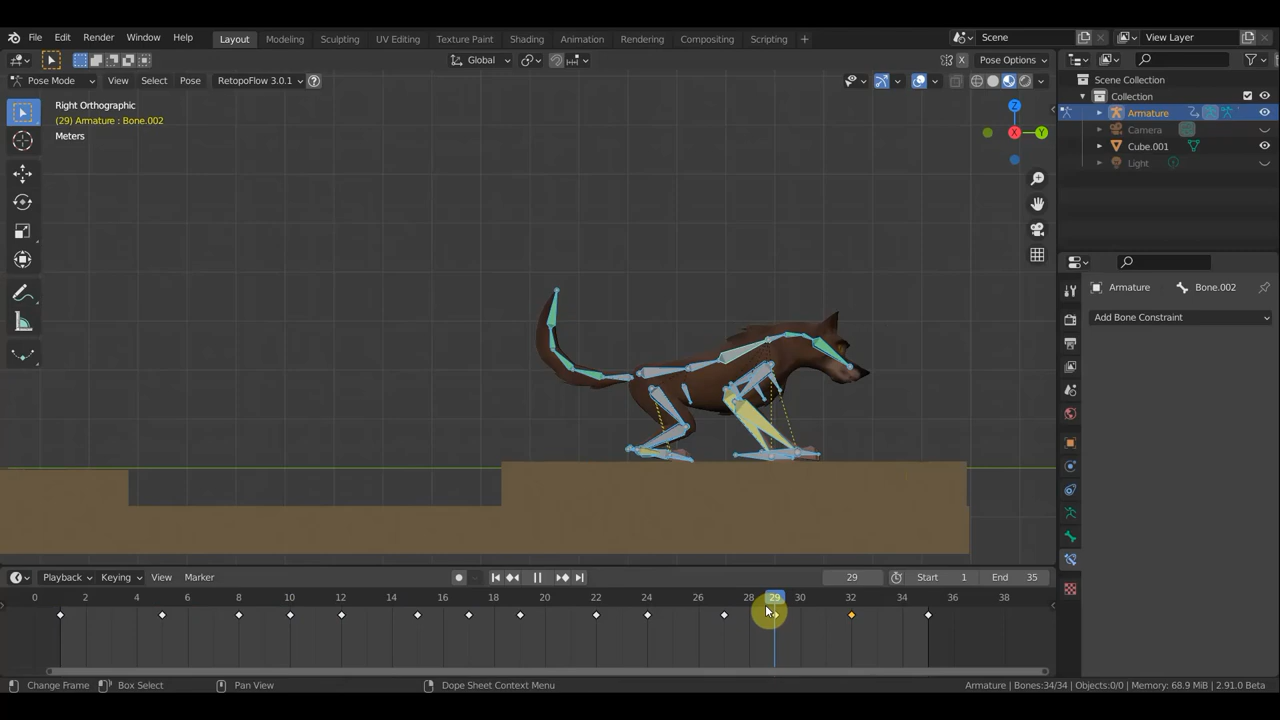 File Edit Render Window Help Layout Modeling Sculpting UV Editing Texture Paint Shading Animation Rendering Compositing Scripting + Scene View Layer
Global X Pose Options
Pose Mode View Select Pose RetopoFlow 3.0.1 ?
Scene Collection
Collection
Armature
Camera
Cube.001
Light
Right Orthographic
(29) Armature : Bone.002
Meters
Z
X
Y
Armature Bone.002
Add Bone Constraint
Playback Keying View Marker 29 Start 1 End 35
0 2 4 6 8 10 12 14 16 18 20 22 24 26 28 29 30 32 34 36 38
Change Frame Box Select Pan View Dope Sheet Context Menu Armature | Bones:34/34 | Objects:0/0 | Memory: 68.9 MiB | 2.91.0 Beta